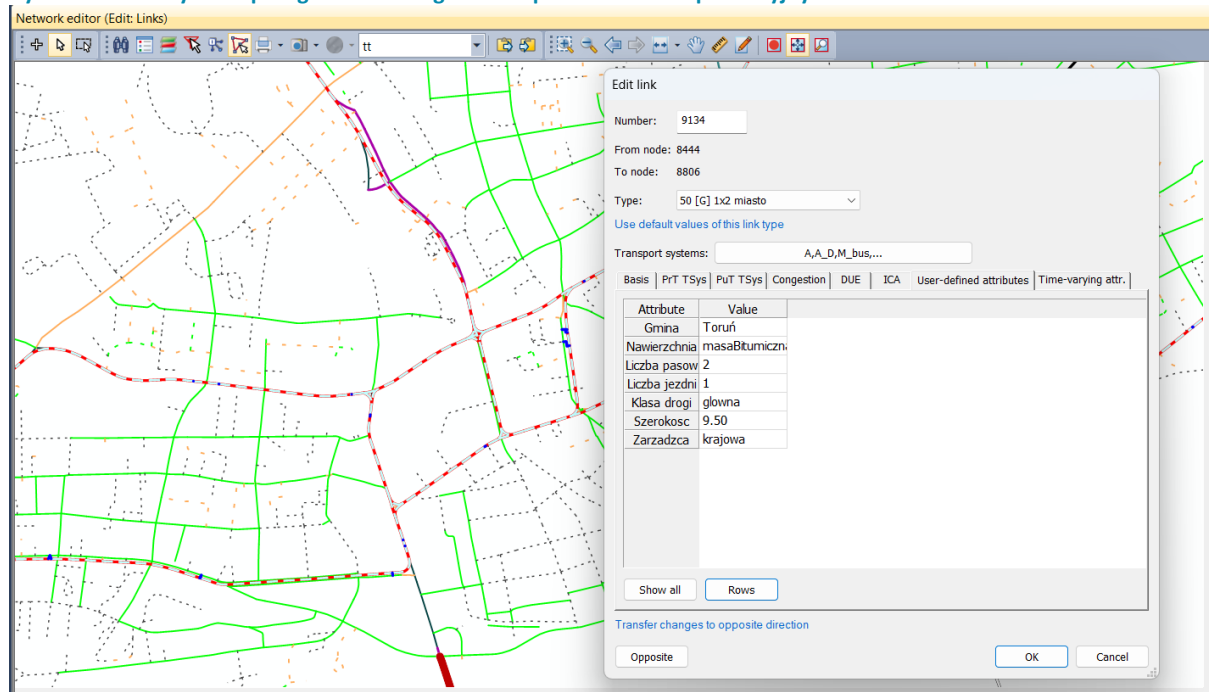 Network editor (Edit: Links)
tt
Edit link
Number: 9134
From node: 8444
To node: 8806
Type: 50 [G] 1x2 miasto
Use default values of this link type
Transport systems: A,A_D,M_bus,...
Basis PrT TSys PuT TSys Congestion DUE ICA User-defined attributes Time-varying attr.
Attribute Value
Gmina Toruń
Nawierzchnia masaBitumiczna
Liczba pasow 2
Liczba jezdni 1
Klasa drogi glowna
Szerokosc 9.50
Zarzadzca krajowa
Show all Rows
Transfer changes to opposite direction
Opposite OK Cancel